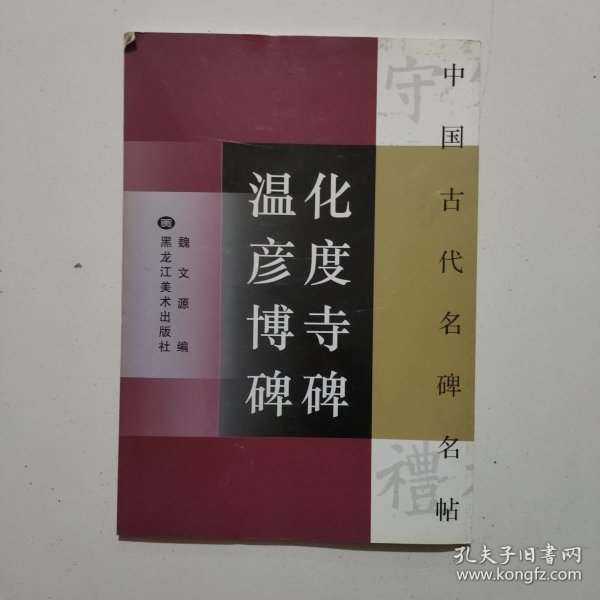 中国古代名碑名帖
守
禮
化度寺碑
温彦博碑
魏文源编
黑龙江美术出版社
孔夫子旧书网
www.kongfz.com